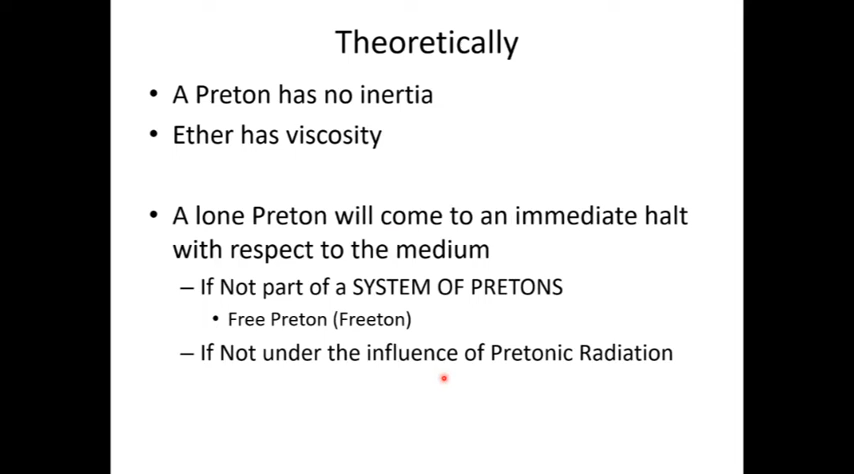 Theoretically
• A Preton has no inertia
• Ether has viscosity
• A lone Preton will come to an immediate halt
with respect to the medium
– If Not part of a SYSTEM OF PRETONS
• Free Preton (Freeton)
– If Not under the influence of Pretonic Radiation